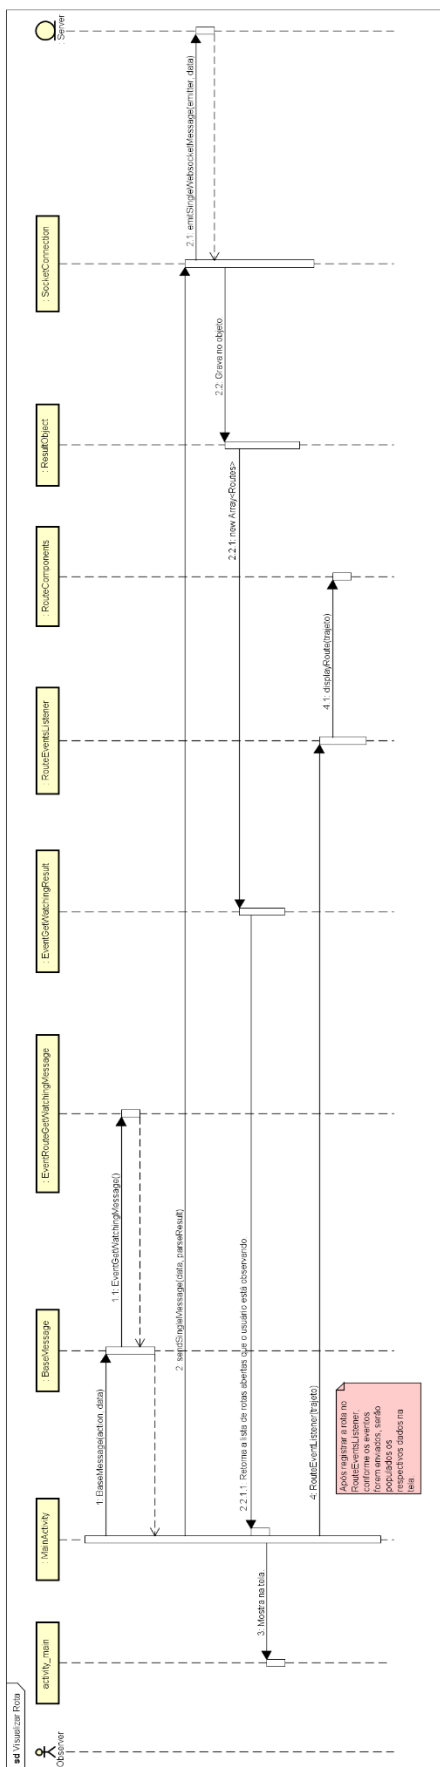 sd Visualizar Rota
Observer
activity_main
: MainActivity
: BaseMessage
: EventRouteGetWatchingMessage
: EventGetWatchingResult
: RouteEventsListener
: RouteComponents
: ResultObject
: SocketConnection
: Server
1: BaseMessage(action, data)
1.1: EventGetWatchingMessage()
2: sendSingleMessage(data, parseResult)
2.1: emitSingleWebsocketMessage(emitter, data)
2.2: Grava no objeto
2.2.1: new Array<Routes>
2.2.1.1: Retorna a lista de rotas abertas que o usuário está observando
3: Mostra na tela
4: RouteEventListener(trajeto)
4.1: displayRoute(trajeto)
Após registrar a rota no
RouteEventsListener,
conforme os eventos
forem enviados, serão
populados os
respectivos dados na
tela